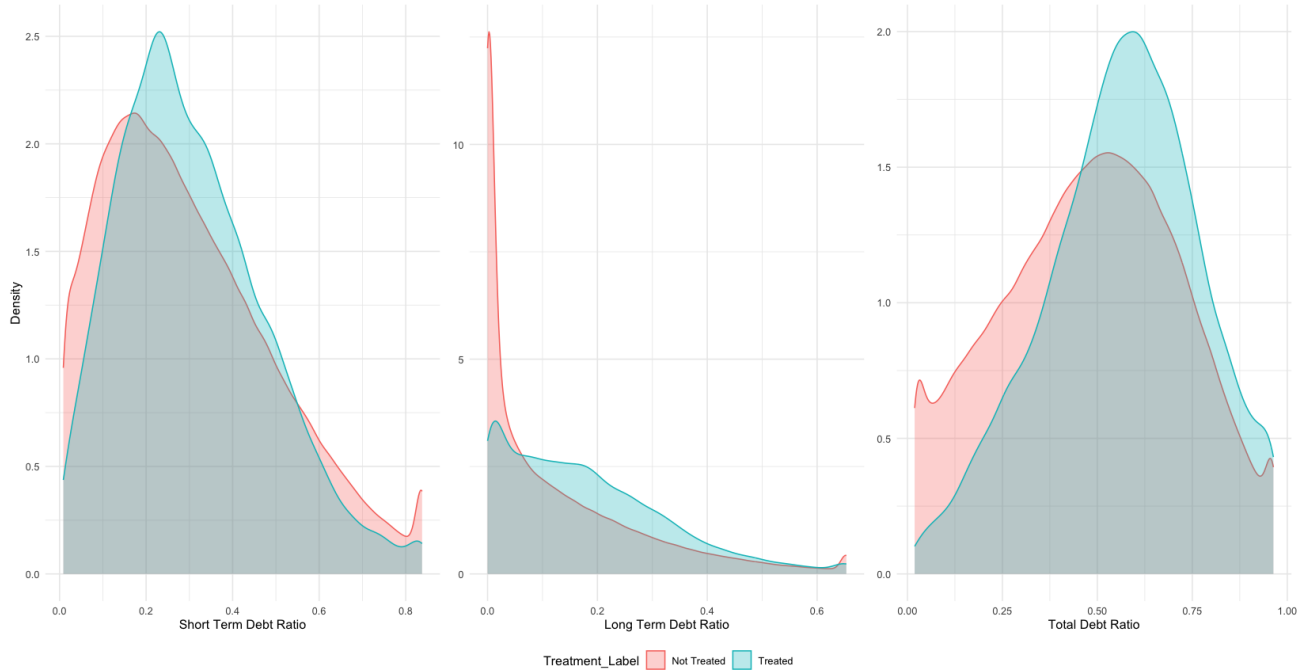 Density
2.5
2.0
1.5
1.0
0.5
0.0
0.0 0.2 0.4 0.6 0.8
Short Term Debt Ratio
10
5
0
0.0 0.2 0.4 0.6
Long Term Debt Ratio
2.0
1.5
1.0
0.5
0.0
0.00 0.25 0.50 0.75 1.00
Total Debt Ratio
Treatment_Label Not Treated Treated